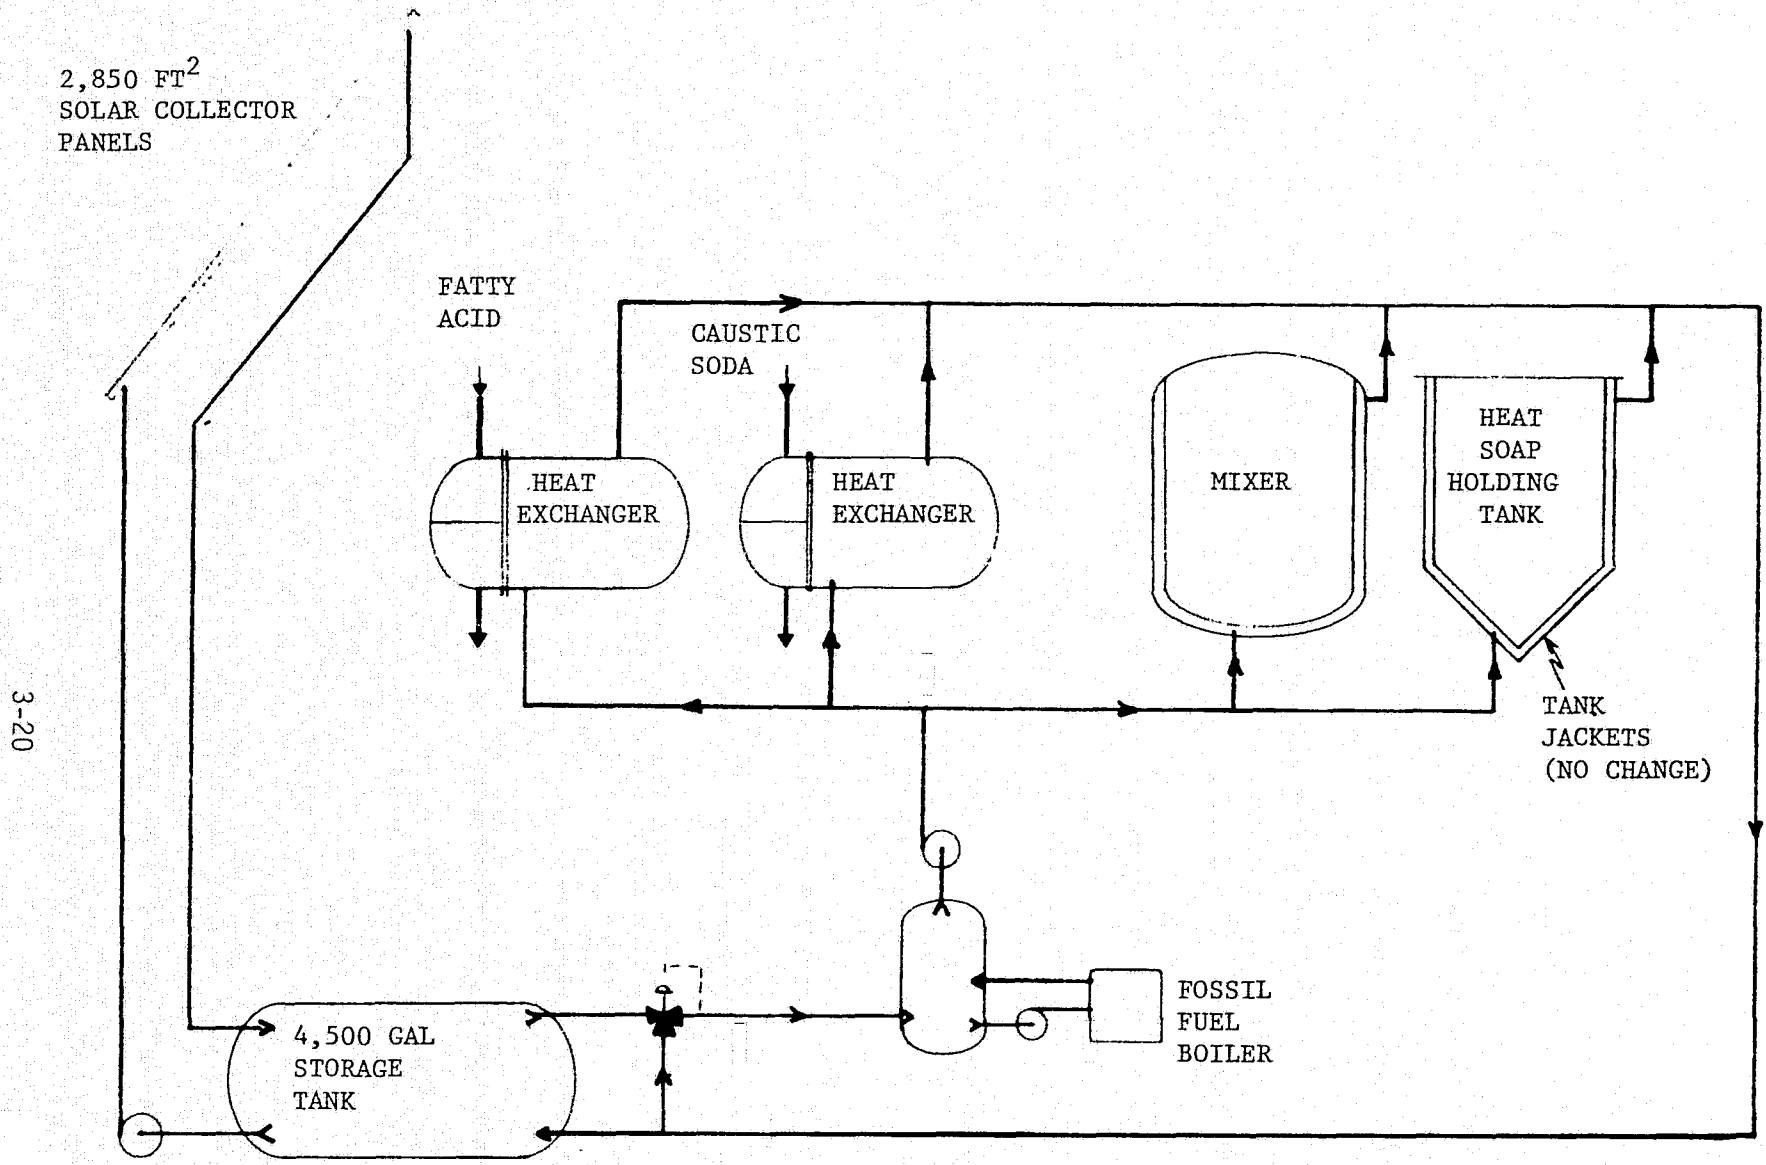 2,850 FT²
SOLAR COLLECTOR
PANELS
FATTY
ACID
CAUSTIC
SODA
HEAT
EXCHANGER
HEAT
EXCHANGER
MIXER
HEAT
SOAP
HOLDING
TANK
TANK
JACKETS
(NO CHANGE)
3-20
4,500 GAL
STORAGE
TANK
FOSSIL
FUEL
BOILER